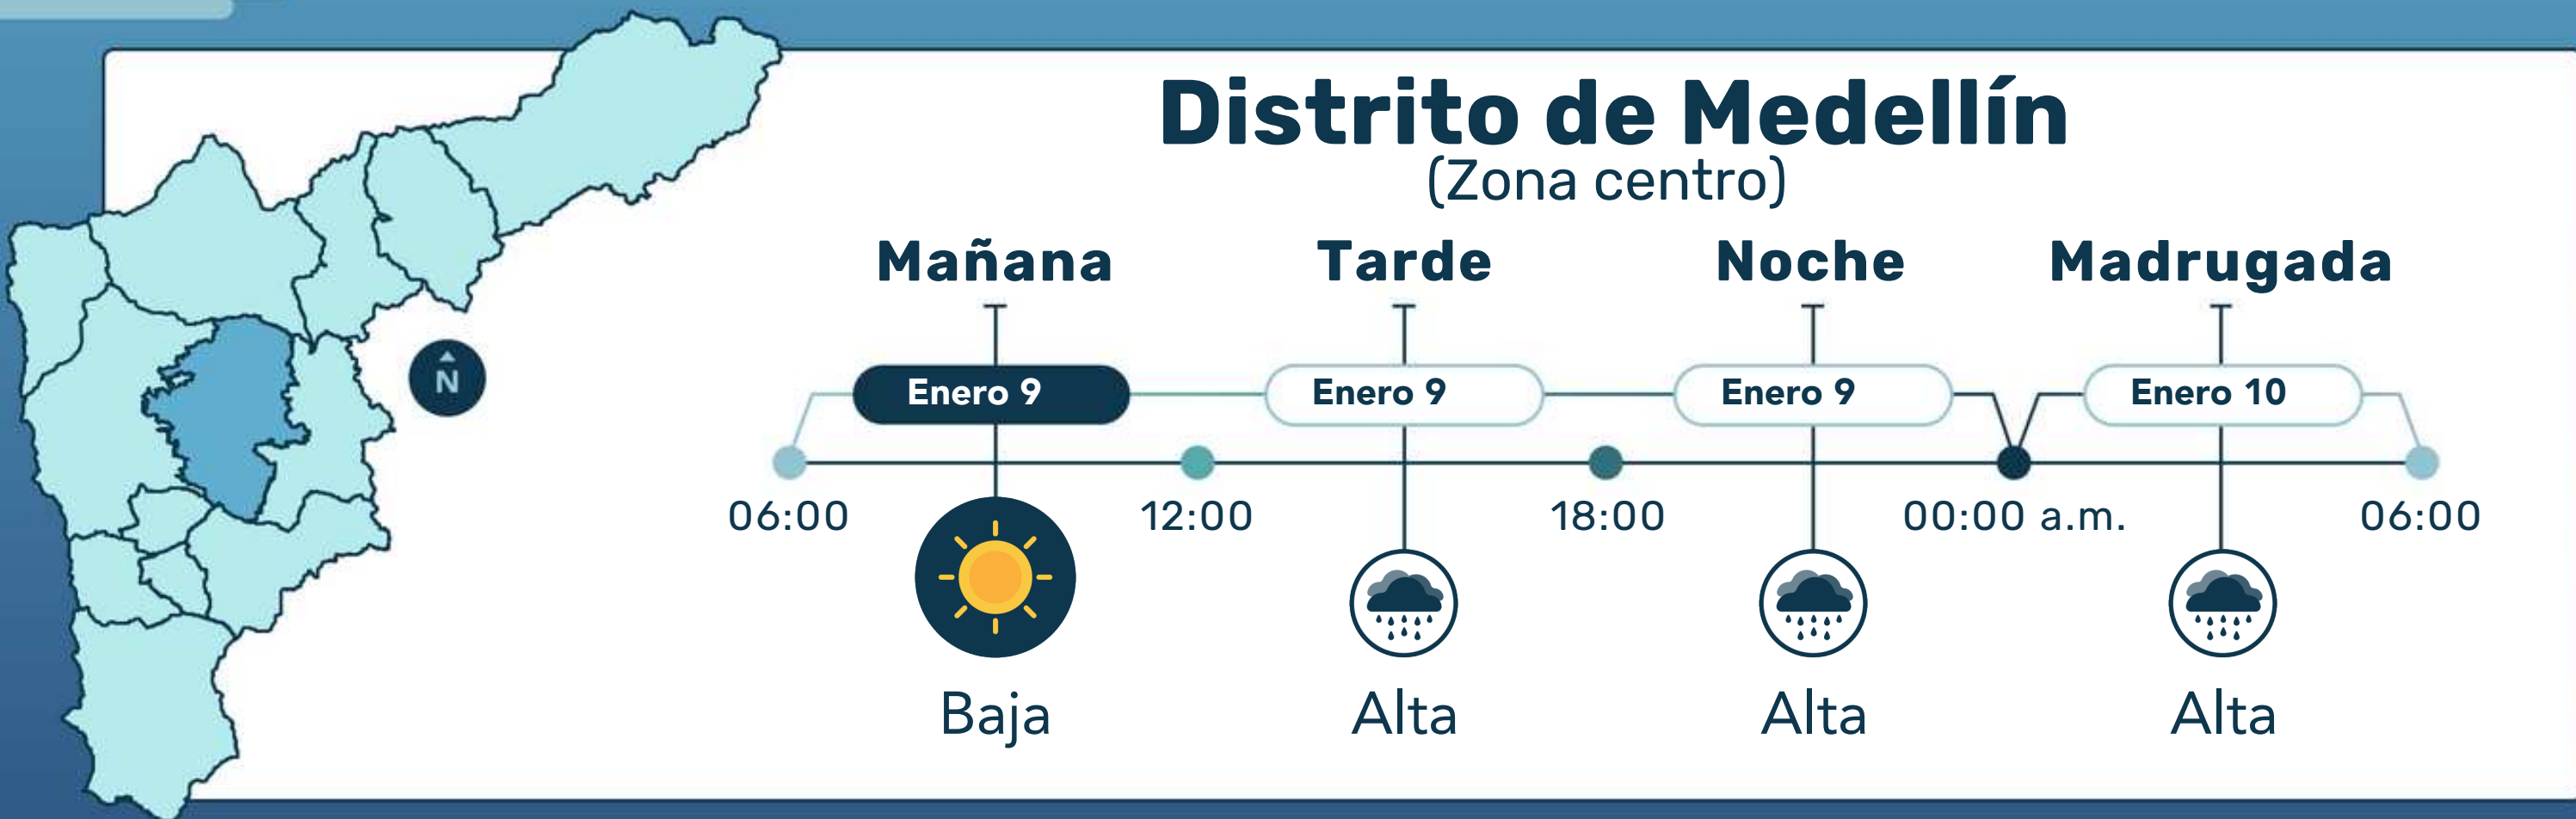 Distrito de Medellín
(Zona centro)
Mañana Tarde Noche Madrugada
N
Enero 9 Enero 9 Enero 9 Enero 10
06:00 12:00 18:00 00:00 a.m. 06:00
Baja Alta Alta Alta